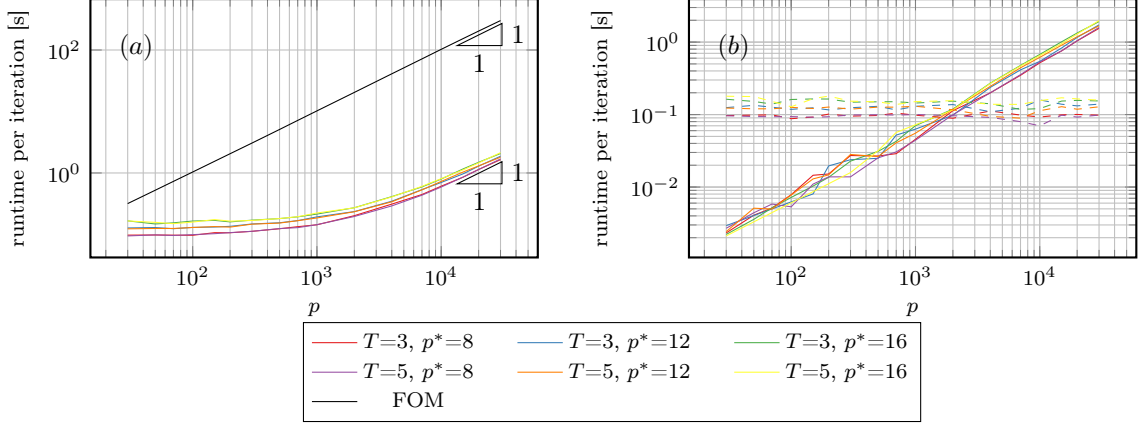 runtime per iteration [s]
10^2
10^0
(a)
1
1
1
1
10^2
10^3
10^4
p
runtime per iteration [s]
10^0
10^{-1}
10^{-2}
(b)
10^2
10^3
10^4
p
T=3, p*=8
T=3, p*=12
T=3, p*=16
T=5, p*=8
T=5, p*=12
T=5, p*=16
FOM